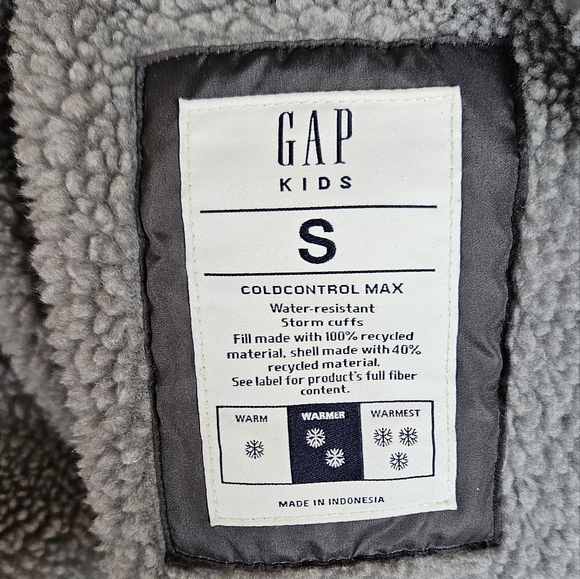 GAP
KIDS
S
COLDCONTROL MAX
Water-resistant
Storm cuffs
Fill made with 100% recycled
material, shell made with 40%
recycled material.
See label for product's full fiber
content.
WARM WARMER WARMEST
MADE IN INDONESIA